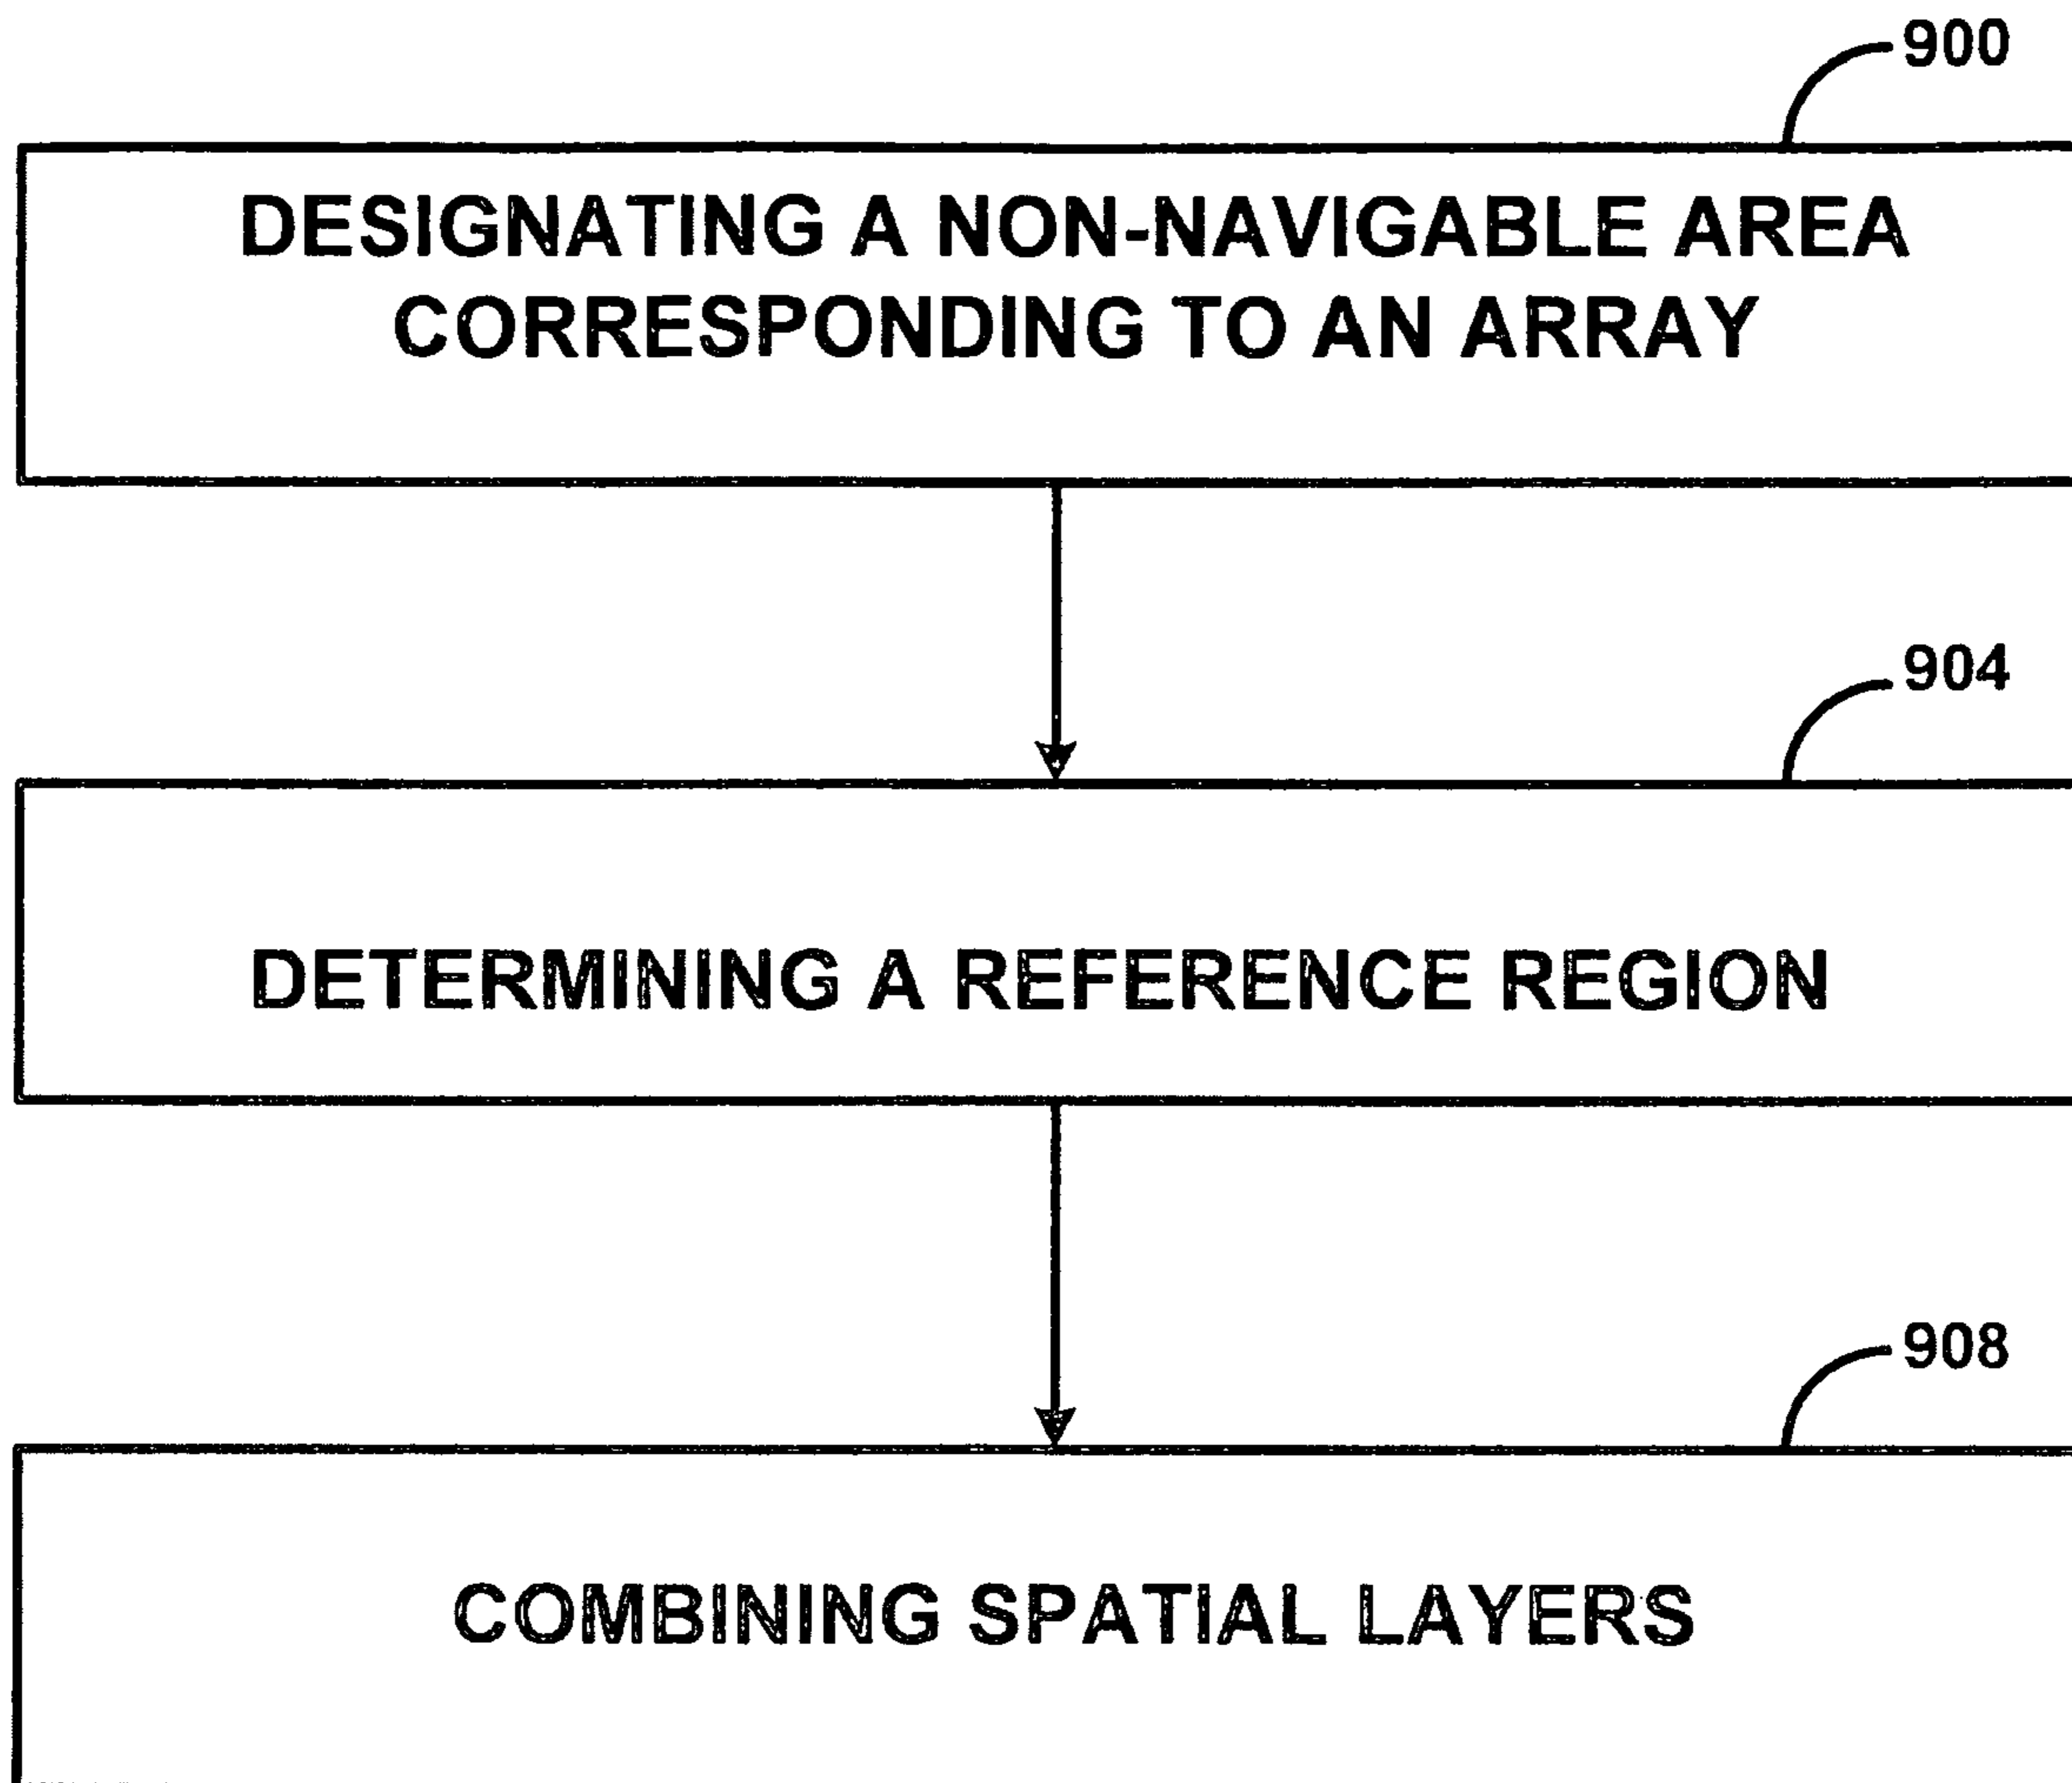 900
DESIGNATING A NON-NAVIGABLE AREA
CORRESPONDING TO AN ARRAY
904
DETERMINING A REFERENCE REGION
908
COMBINING SPATIAL LAYERS